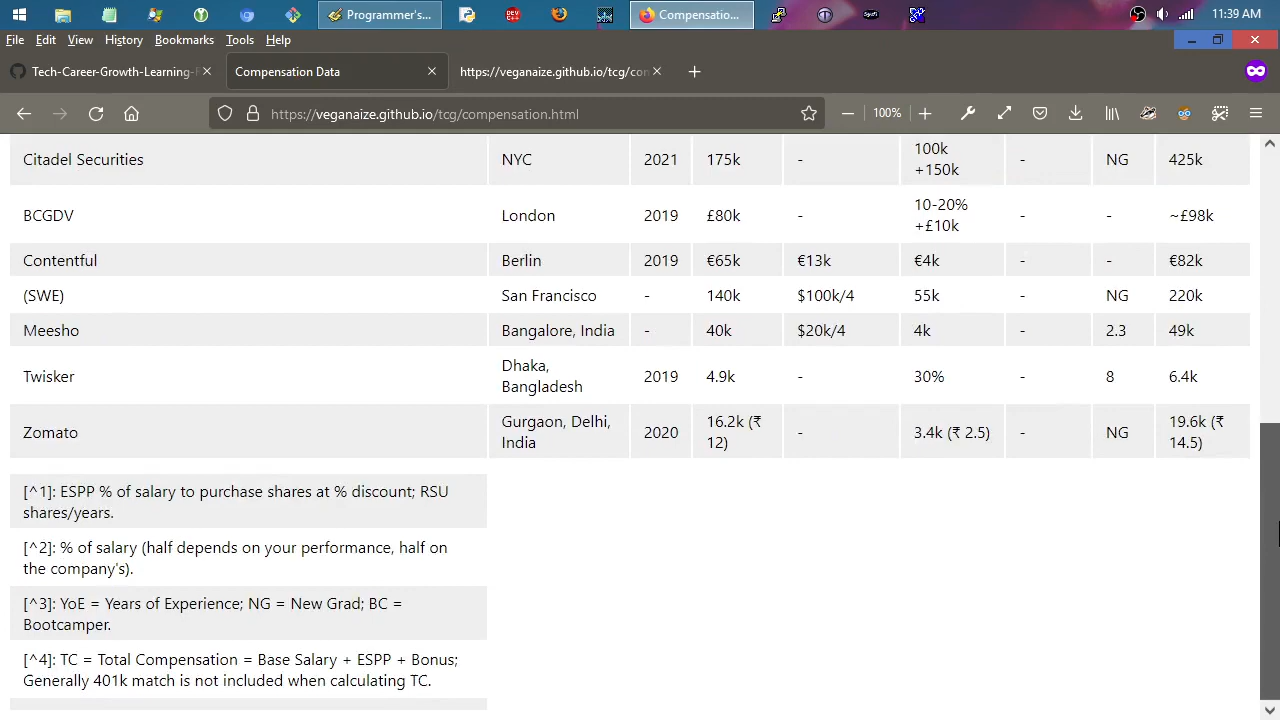 Programmer's...
Compensatio...
11:39 AM
File Edit View History Bookmarks Tools Help
Tech-Career-Growth-Learning-
Compensation Data
https://veganaize.github.io/tcg/co
https://veganaize.github.io/tcg/compensation.html
100%
Citadel Securities NYC 2021 175k - 100k +150k - NG 425k
BCGDV London 2019 £80k - 10-20% +£10k - - ~£98k
Contentful Berlin 2019 €65k €13k €4k - - €82k
(SWE) San Francisco - 140k $100k/4 55k - NG 220k
Meesho Bangalore, India - 40k $20k/4 4k - 2.3 49k
Twisker Dhaka, Bangladesh 2019 4.9k - 30% - 8 6.4k
Zomato Gurgaon, Delhi, India 2020 16.2k (₹ 12) - 3.4k (₹ 2.5) - NG 19.6k (₹ 14.5)
[^1]: ESPP % of salary to purchase shares at % discount; RSU
shares/years.
[^2]: % of salary (half depends on your performance, half on
the company's).
[^3]: YoE = Years of Experience; NG = New Grad; BC =
Bootcamper.
[^4]: TC = Total Compensation = Base Salary + ESPP + Bonus;
Generally 401k match is not included when calculating TC.